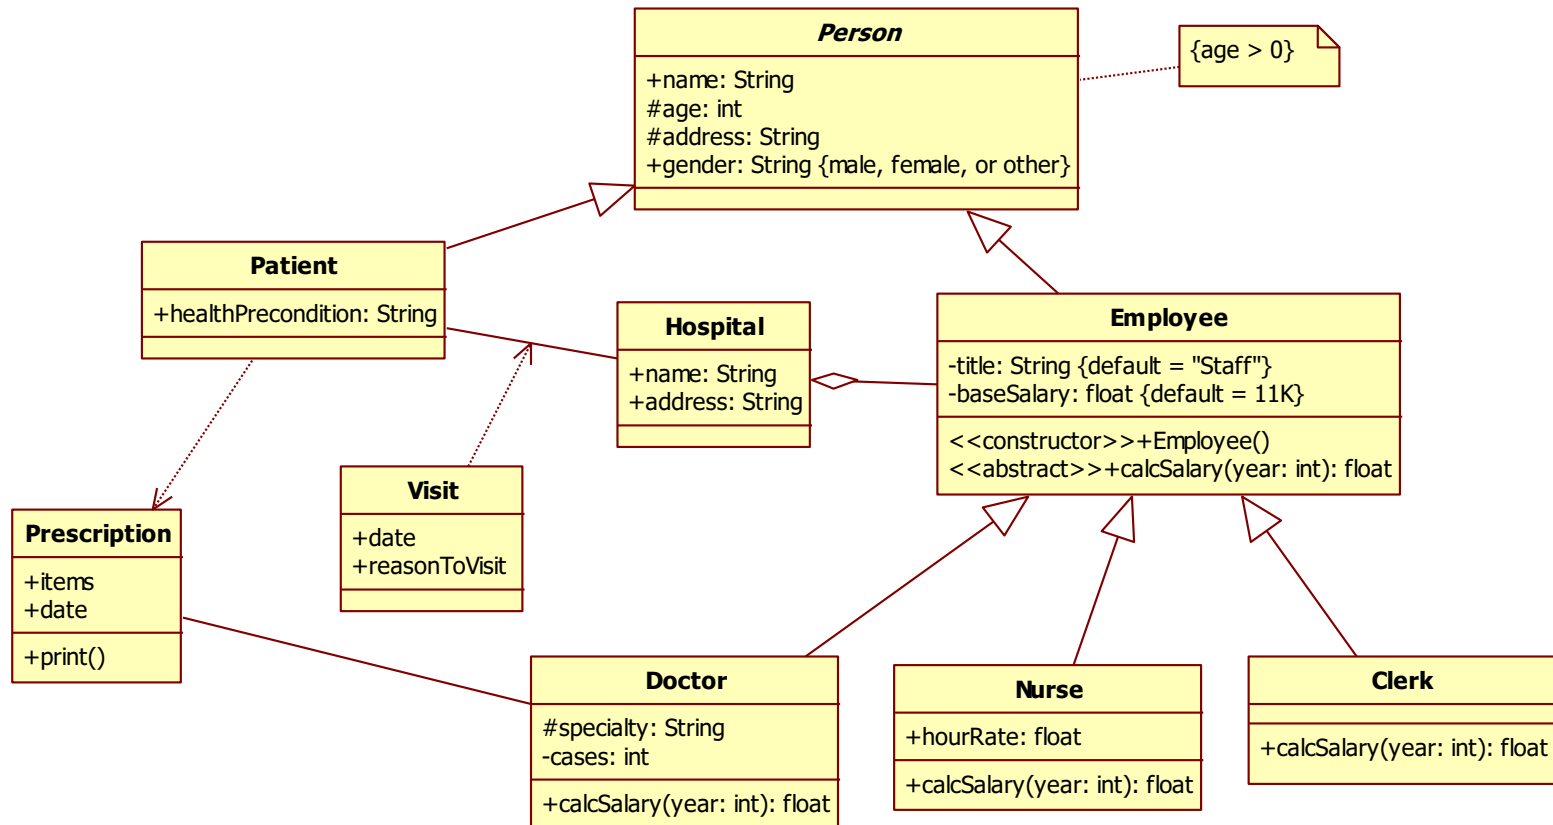 Person
+name: String
#age: int
#address: String
+gender: String {male, female, or other}
{age > 0}
Patient
+healthPrecondition: String
Hospital
+name: String
+address: String
Employee
-title: String {default = "Staff"}
-baseSalary: float {default = 11K}
<<constructor>>+Employee()
<<abstract>>+calcSalary(year: int): float
Prescription
+items
+date
+print()
Visit
+date
+reasonToVisit
Doctor
#specialty: String
-cases: int
+calcSalary(year: int): float
Nurse
+hourRate: float
+calcSalary(year: int): float
Clerk
+calcSalary(year: int): float